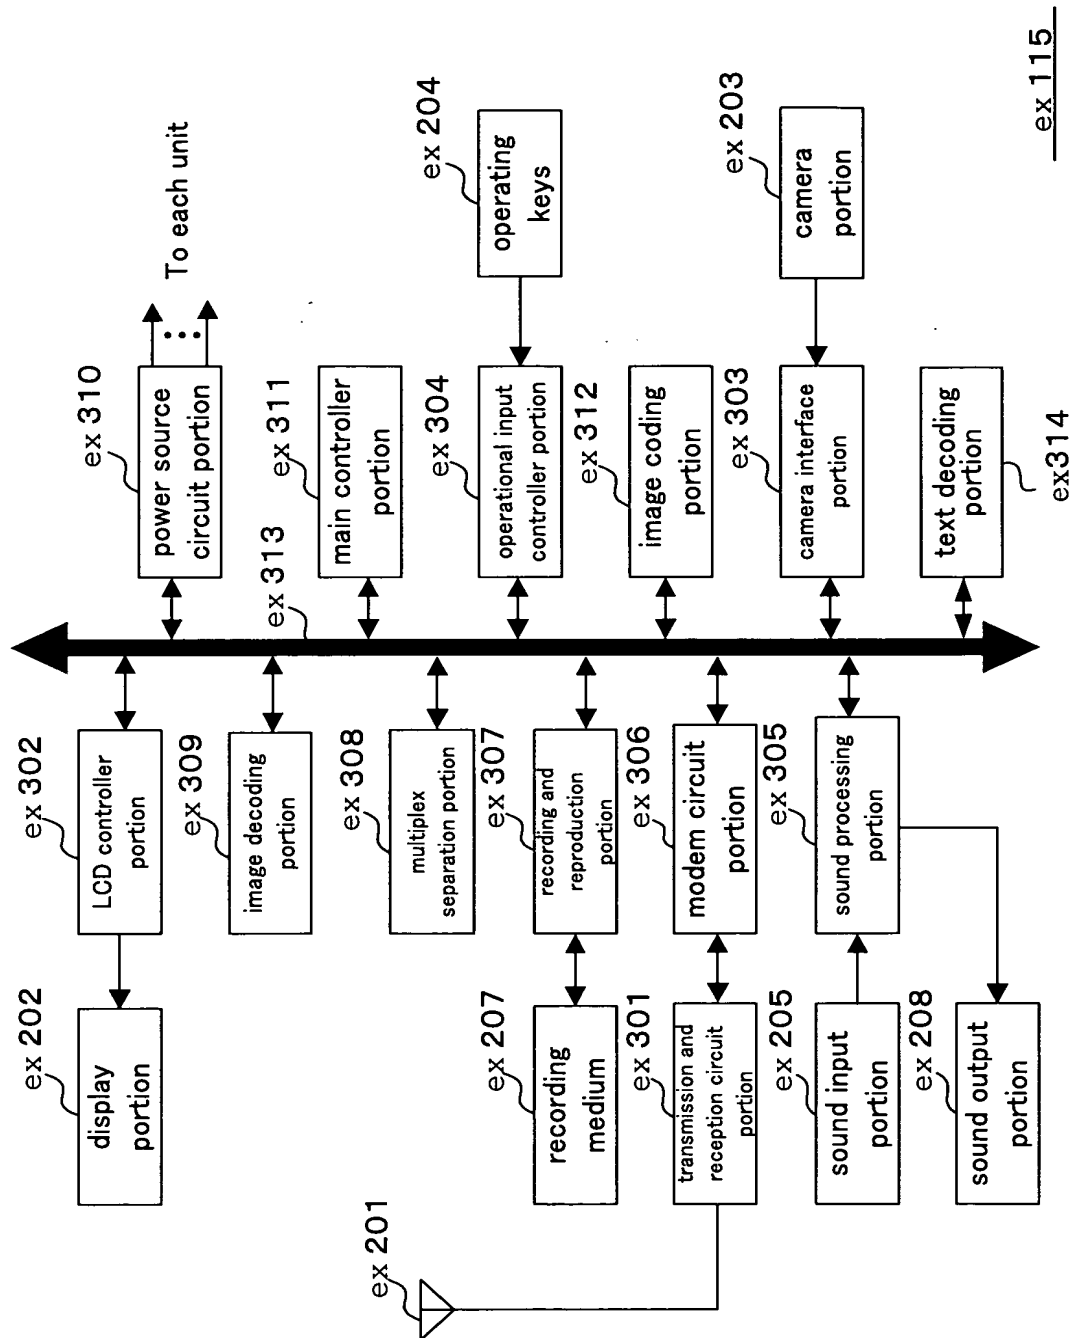 ex 115
ex 201
ex 202
display
portion
ex 207
recording
medium
ex 301
transmission and
reception circuit
portion
ex 205
sound input
portion
ex 208
sound output
portion
ex 302
LCD controller
portion
ex 309
image decoding
portion
ex 308
multiplex
separation portion
ex 307
recording and
reproduction
portion
ex 306
modem circuit
portion
ex 305
sound processing
portion
ex 313
ex 310
power source
circuit portion
To each unit
ex 311
main controller
portion
ex 304
operational input
controller portion
ex 312
image coding
portion
ex 303
camera interface
portion
text decoding
portion
ex314
ex 204
operating
keys
ex 203
camera
portion